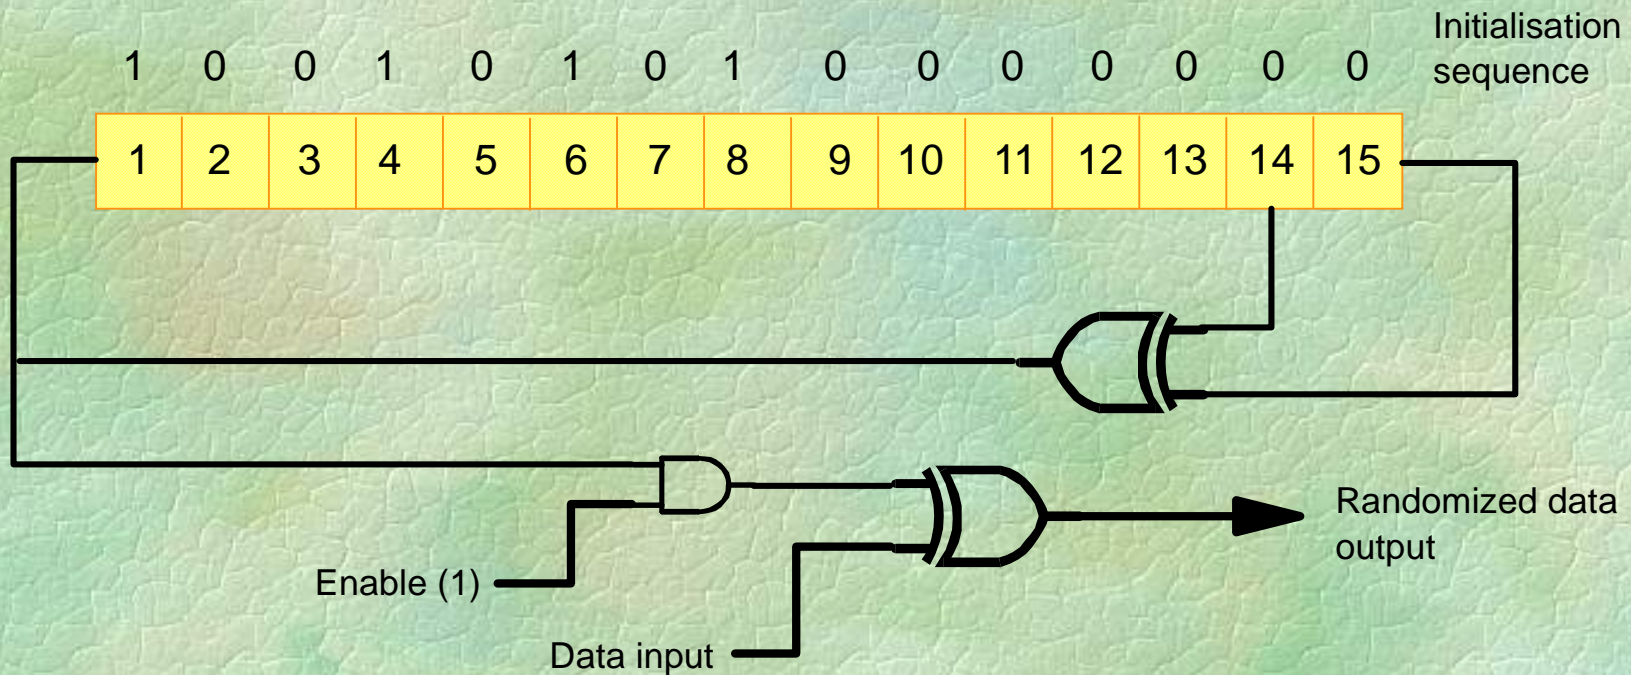 Initialisation
sequence
1 0 0 1 0 1 0 1 0 0 0 0 0 0 0
1 2 3 4 5 6 7 8 9 10 11 12 13 14 15
Randomized data
output
Enable (1)
Data input